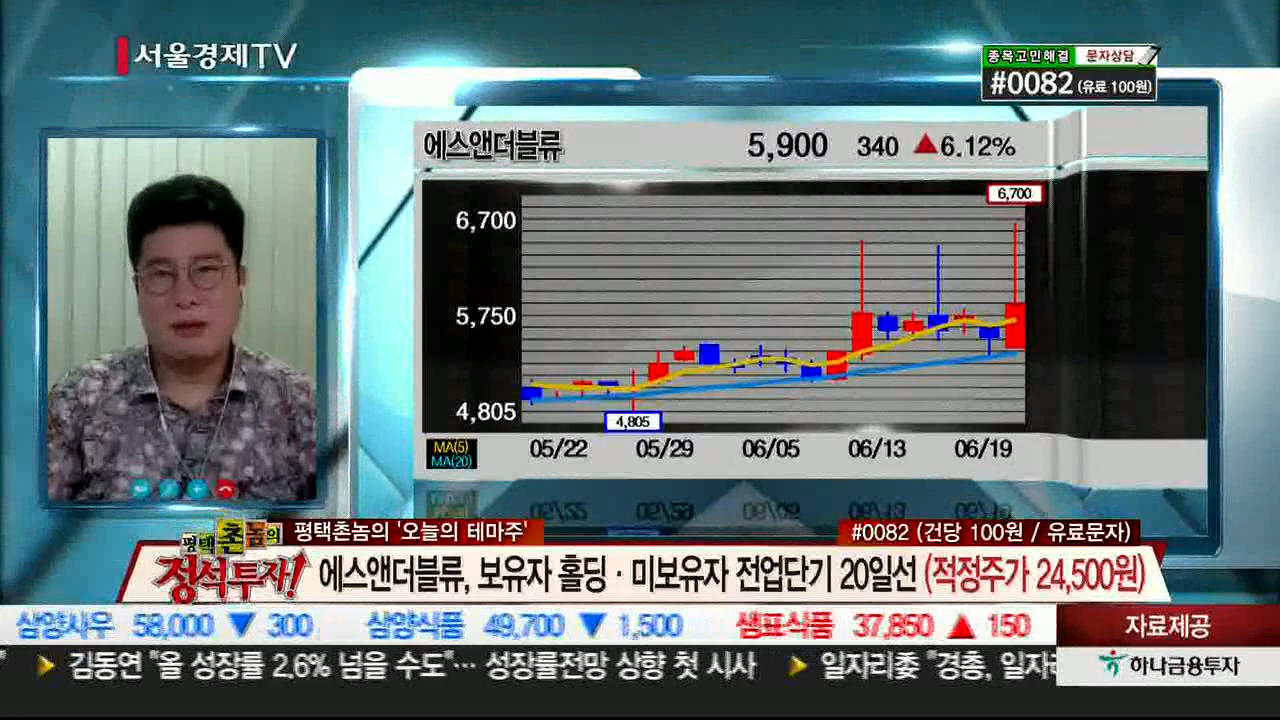 서울경제TV
종목고민해결 문자상담
#0082 (유료 100원)
에스앤더블류 5,900 340 ▲6.12%
6,700
6,700
5,750
4,805
4,805
MA(5)
MA(20)
05/22 05/29 06/05 06/13 06/19
평택촌놈의 정석투자!
평택촌놈의 '오늘의 테마주'
#0082 (건당 100원 / 유료문자)
에스앤더블류, 보유자 홀딩·미보유자 전업단기 20일선 (적정주가 24,500원)
삼양사우 58,000 ▼ 300 삼양식품 49,700 ▼ 1,500 샘표식품 37,850 ▲ 150
자료제공
하나금융투자
" ▶ 김동연 "올 성장률 2.6% 넘을 수도"… 성장률전망 상향 첫 시사 ▶ 일자리委 "경총, 일자리